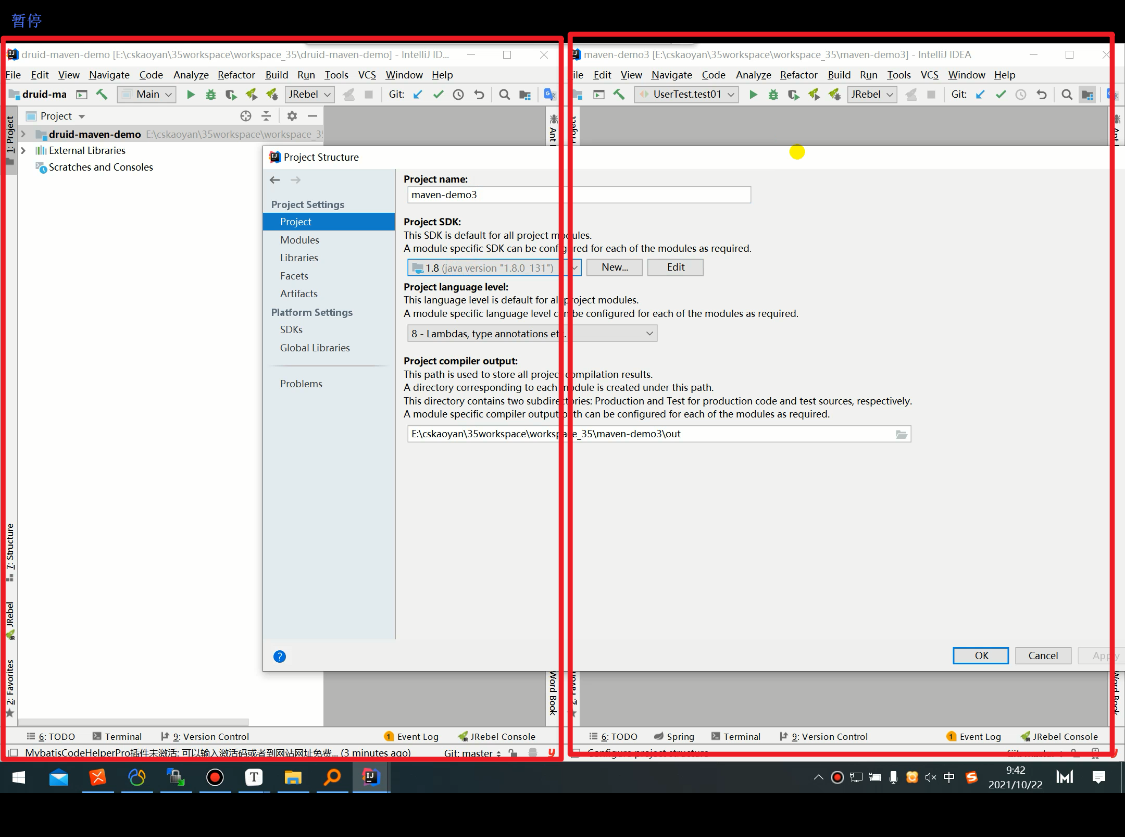 暂停
druid-maven-demo [E:\cskaoyan\35workspace\workspace_35\druid-maven-demo] - IntelliJ ID...
File Edit View Navigate Code Analyze Refactor Build Run Tools VCS Window Help
druid-ma Main JRebel Git:
Project
druid-maven-demo E:\cskaoyan\35workspace\workspace_3
External Libraries
Scratches and Consoles
1: Project
7: Structure
JRebel
2: Favorites
Ant
Word Book
maven-demo3 [E:\cskaoyan\35workspace\workspace_35\maven-demo3] - IntelliJ IDEA
ile Edit View Navigate Code Analyze Refactor Build Run Tools VCS Window Help
UserTest.test01 JRebel Git:
Project Structure
Project Settings
Project
Modules
Libraries
Facets
Artifacts
Platform Settings
SDKs
Global Libraries
Problems
Project name:
maven-demo3
Project SDK:
This SDK is default for all project modules.
A module specific SDK can be configured for each of the modules as required.
1.8 (java version "1.8.0_131") New... Edit
Project language level:
This language level is default for all project modules.
A module specific language level can be configured for each of the modules as required.
8 - Lambdas, type annotations etc.
Project compiler output:
This path is used to store all project compilation results.
A directory corresponding to each module is created under this path.
This directory contains two subdirectories: Production and Test for production code and test sources, respectively.
A module specific compiler output path can be configured for each of the modules as required.
E:\cskaoyan\35workspace\workspace_35\maven-demo3\out
? OK Cancel Apply
6: TODO Terminal 9: Version Control Event Log JRebel Console
MybatisCodeHelperPro插件未激活: 可以输入激活码或者到网站网址免费... (3 minutes ago) Git: master
6: TODO Spring Terminal 9: Version Control Event Log JRebel Console
Configure project structure
中
9:42
2021/10/22